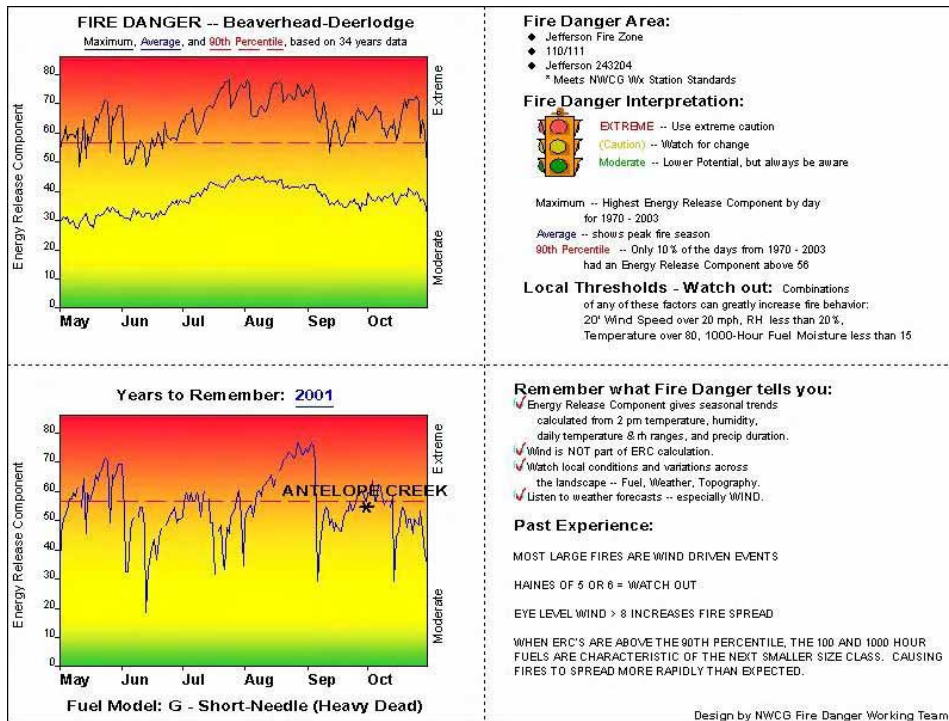 FIRE DANGER -- Beaverhead-Deerlodge
Maximum, Average, and 90th Percentile, based on 34 years data
Energy Release Component
80
70
60
50
40
30
20
10
0
Extreme
Moderate
May Jun Jul Aug Sep Oct
Fire Danger Area:
◆ Jefferson Fire Zone
◆ 110/111
◆ Jefferson 243204
* Meets NWCG Wx Station Standards
Fire Danger Interpretation:
EXTREME -- Use extreme caution
(Caution) -- Watch for change
Moderate -- Lower Potential, but always be aware
Maximum -- Highest Energy Release Component by day
for 1970 - 2003
Average -- shows peak fire season
90th Percentile -- Only 10% of the days from 1970 - 2003
had an Energy Release Component above 56
Local Thresholds - Watch out: Combinations
of any of these factors can greatly increase fire behavior:
20' Wind Speed over 20 mph, RH less than 20%,
Temperature over 80, 1000-Hour Fuel Moisture less than 15
Years to Remember: 2001
Energy Release Component
80
70
60
50
40
30
20
10
0
Extreme
Moderate
ANTELOPE CREEK
May Jun Jul Aug Sep Oct
Fuel Model: G - Short-Needle (Heavy Dead)
Remember what Fire Danger tells you:
Energy Release Component gives seasonal trends
calculated from 2 pm temperature, humidity,
daily temperature & rh ranges, and precip duration.
Wind is NOT part of ERC calculation.
Watch local conditions and variations across
the landscape -- Fuel, Weather, Topography.
Listen to weather forecasts -- especially WIND.
Past Experience:
MOST LARGE FIRES ARE WIND DRIVEN EVENTS
HAINES OF 5 OR 6 = WATCH OUT
EYE LEVEL WIND > 8 INCREASES FIRE SPREAD
WHEN ERC'S ARE ABOVE THE 90TH PERCENTILE, THE 100 AND 1000 HOUR
FUELS ARE CHARACTERISTIC OF THE NEXT SMALLER SIZE CLASS. CAUSING
FIRES TO SPREAD MORE RAPIDLY THAN EXPECTED.
Design by NWCG Fire Danger Working Team